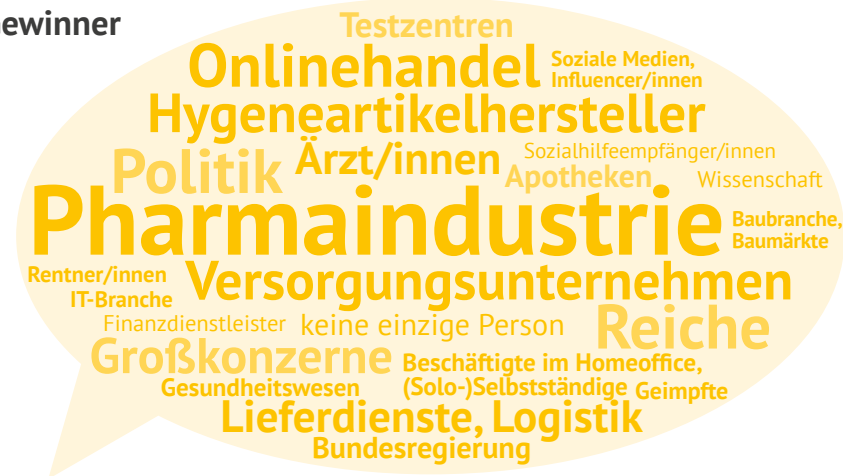 ewinner
Testzentren
Onlinehandel
Soziale Medien,
Influencer/innen
Hygeneartikelhersteller
Politik
Ärzt/innen
Sozialhilfeempfänger/innen
Apotheken
Wissenschaft
Pharmaindustrie
Baubranche,
Baumärkte
Rentner/innen
Versorgungsunternehmen
IT-Branche
Finanzdienstleister
keine einzige Person
Reiche
Großkonzerne
Beschäftigte im Homeoffice,
(Solo-)Selbstständige
Gesundheitswesen
Geimpfte
Lieferdienste, Logistik
Bundesregierung